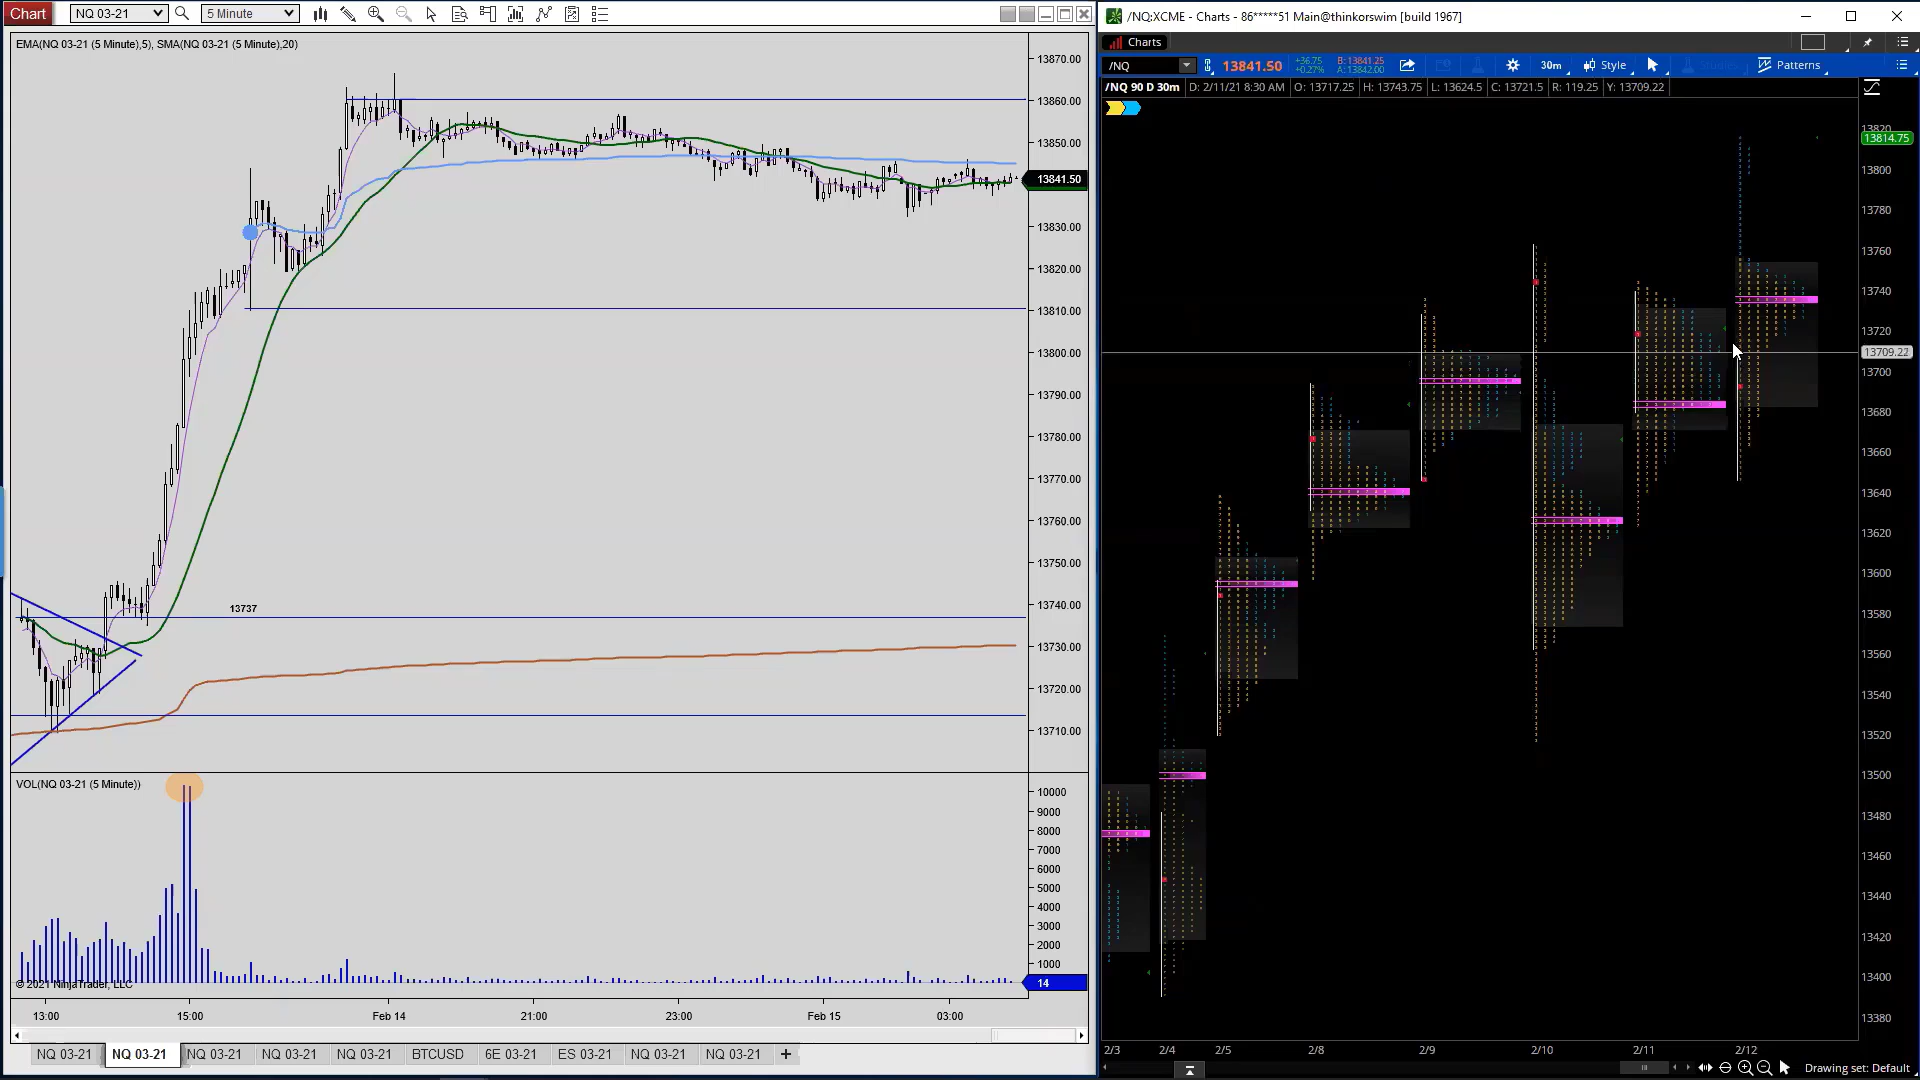 Chart
NQ 03-21
5 Minute
EMA(NQ 03-21 (5 Minute),5), SMA(NQ 03-21 (5 Minute),20)
13870.00
13860.00
13850.00
13841.50
13830.00
13820.00
13810.00
13800.00
13790.00
13780.00
13770.00
13760.00
13750.00
13740.00
13730.00
13720.00
13710.00
13737
VOL(NQ 03-21 (5 Minute))
10000
9000
8000
7000
6000
5000
4000
3000
2000
1000
14
© 2021 NinjaTrader, LLC
13:00
15:00
Feb 14
21:00
23:00
Feb 15
03:00
NQ 03-21
NQ 03-21
NQ 03-21
NQ 03-21
NQ 03-21
BTCUSD
6E 03-21
ES 03-21
NQ 03-21
NQ 03-21
+
/NQ:XCME - Charts - 86*****51 Main@thinkorswim [build 1967]
Charts
/NQ
13841.50
+36.75
+0.27%
B: 13841.25
A: 13842.00
30m
Style
Patterns
/NQ 90 D 30m
D: 2/11/21 8:30 AM
O: 13717.25
H: 13743.75
L: 13624.5
C: 13721.5
R: 119.25
Y: 13709.22
13820
13814.75
13800
13780
13760
13740
13720
13709.22
13700
13680
13660
13640
13620
13600
13580
13560
13540
13520
13500
13480
13460
13440
13420
13400
13380
2/3
2/4
2/5
2/8
2/9
2/10
2/11
2/12
Drawing set: Default